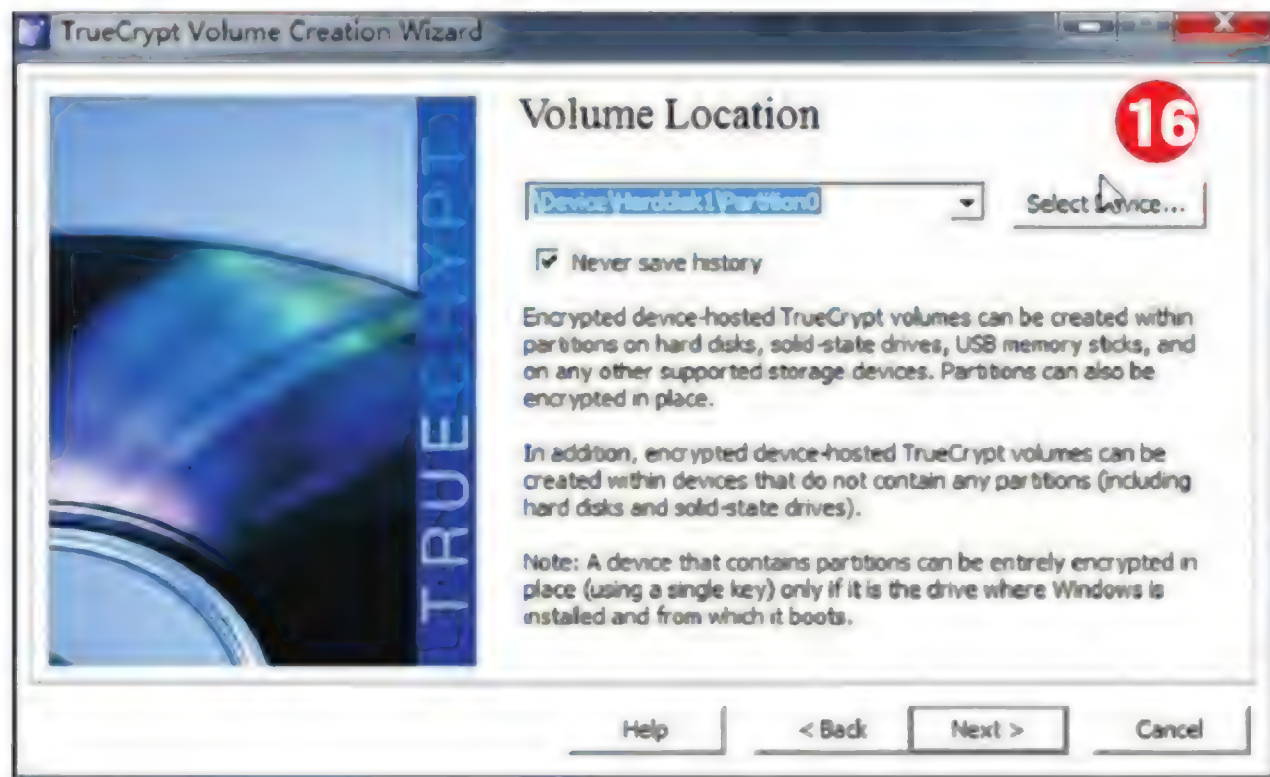 TrueCrypt Volume Creation Wizard
TRUECRYPT
Volume Location
16
\Device\Harddisk1\Partition0
Select Device...
Never save history
Encrypted device-hosted TrueCrypt volumes can be created within
partitions on hard disks, solid-state drives, USB memory sticks, and
on any other supported storage devices. Partitions can also be
encrypted in place.
In addition, encrypted device-hosted TrueCrypt volumes can be
created within devices that do not contain any partitions (including
hard disks and solid-state drives).
Note: A device that contains partitions can be entirely encrypted in
place (using a single key) only if it is the drive where Windows is
installed and from which it boots.
Help
< Back
Next >
Cancel